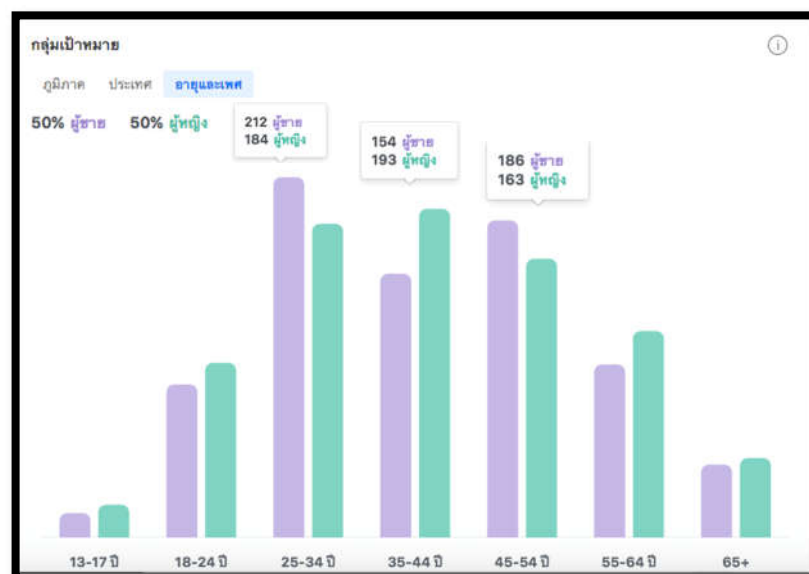 กลุ่มเป้าหมาย
ภูมิภาค ประเทศ อายุและเพศ
50% ผู้ชาย 50% ผู้หญิง
212 ผู้ชาย
184 ผู้หญิง
154 ผู้ชาย
193 ผู้หญิง
186 ผู้ชาย
163 ผู้หญิง
13-17 ปี 18-24 ปี 25-34 ปี 35-44 ปี 45-54 ปี 55-64 ปี 65+